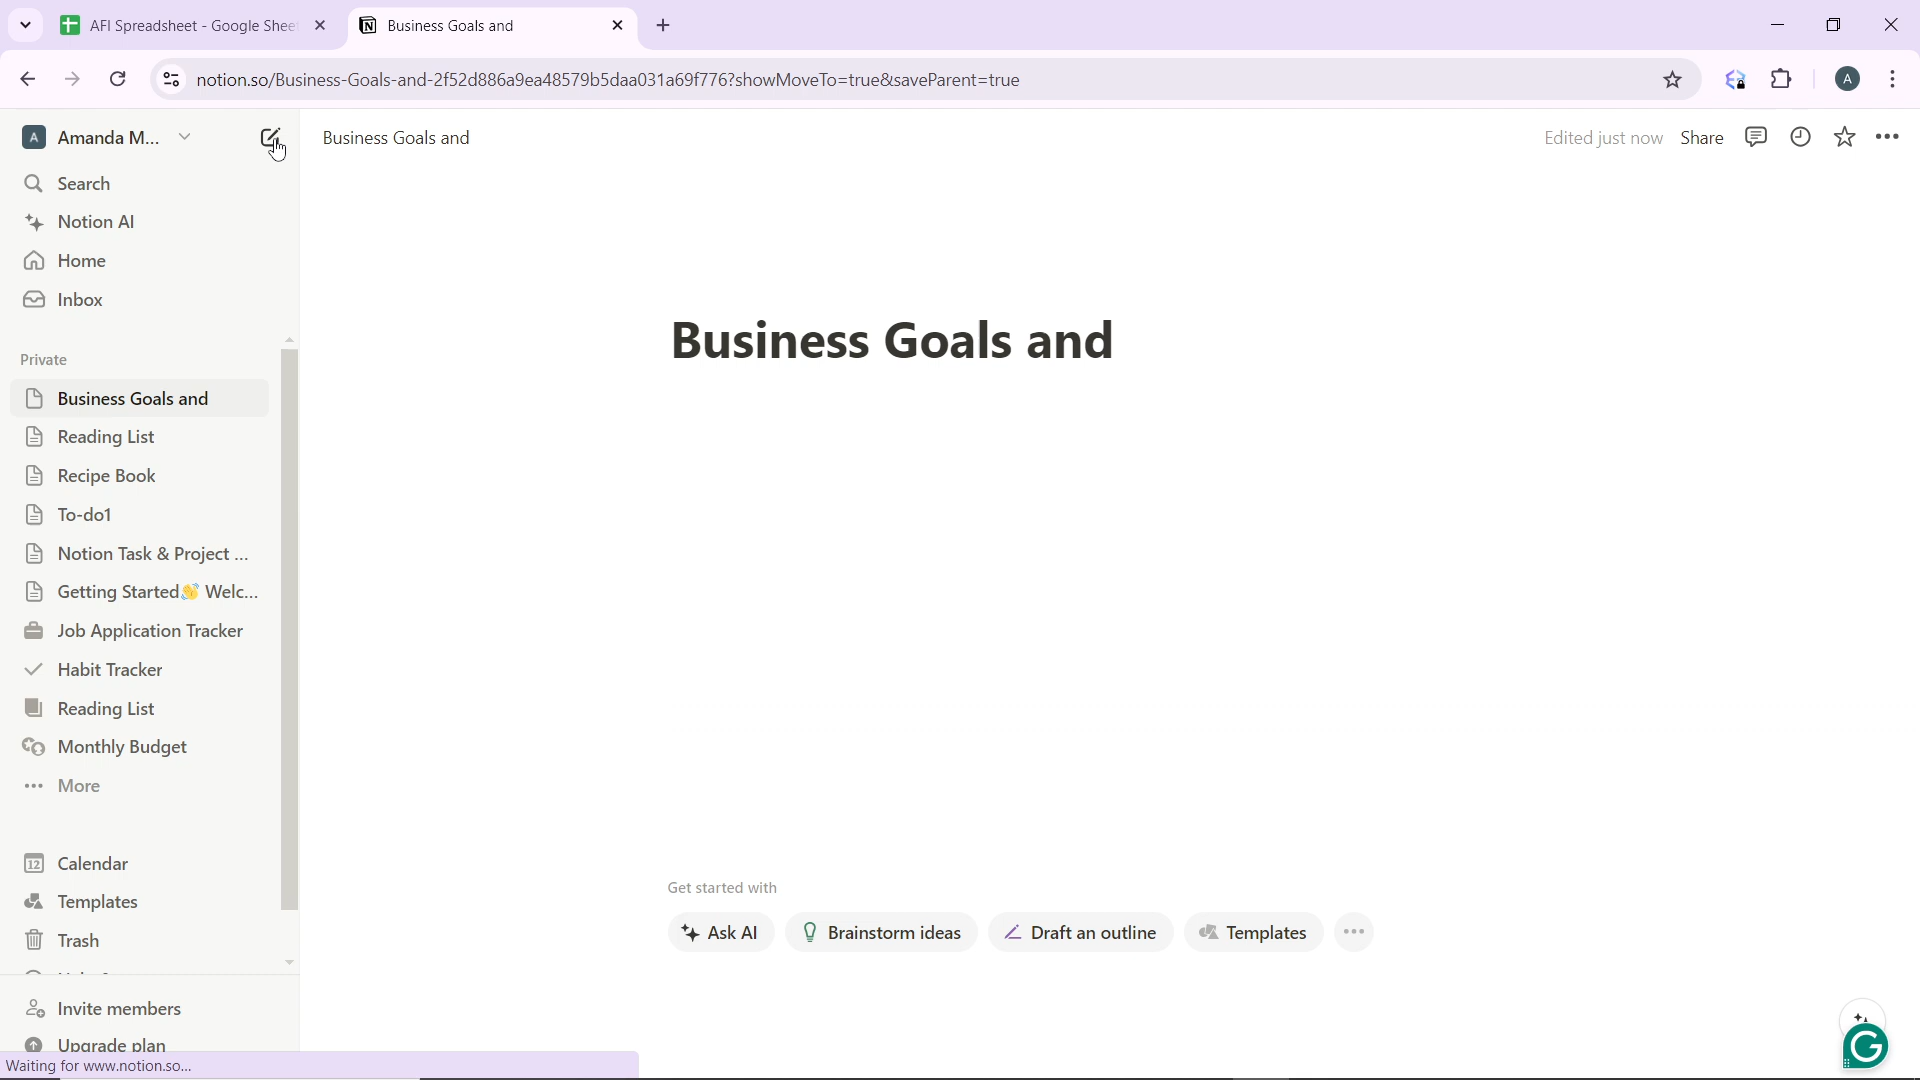 AFI Spreadsheet - Google Shee
Business Goals and
notion.so/Business-Goals-and-2f52d886a9ea48579b5daa031a69f776?showMoveTo=true&saveParent=true
A
A Amanda M...
Business Goals and
Edited just now Share
Search
Notion AI
Home
Inbox
Private
Business Goals and
Reading List
Recipe Book
To-do1
Notion Task & Project ...
Getting Started👋 Welc...
Job Application Tracker
Habit Tracker
Reading List
Monthly Budget
More
12 Calendar
Templates
Trash
Invite members
Upgrade plan
Waiting for www.notion.so...
Business Goals and
Get started with
Ask AI Brainstorm ideas Draft an outline Templates